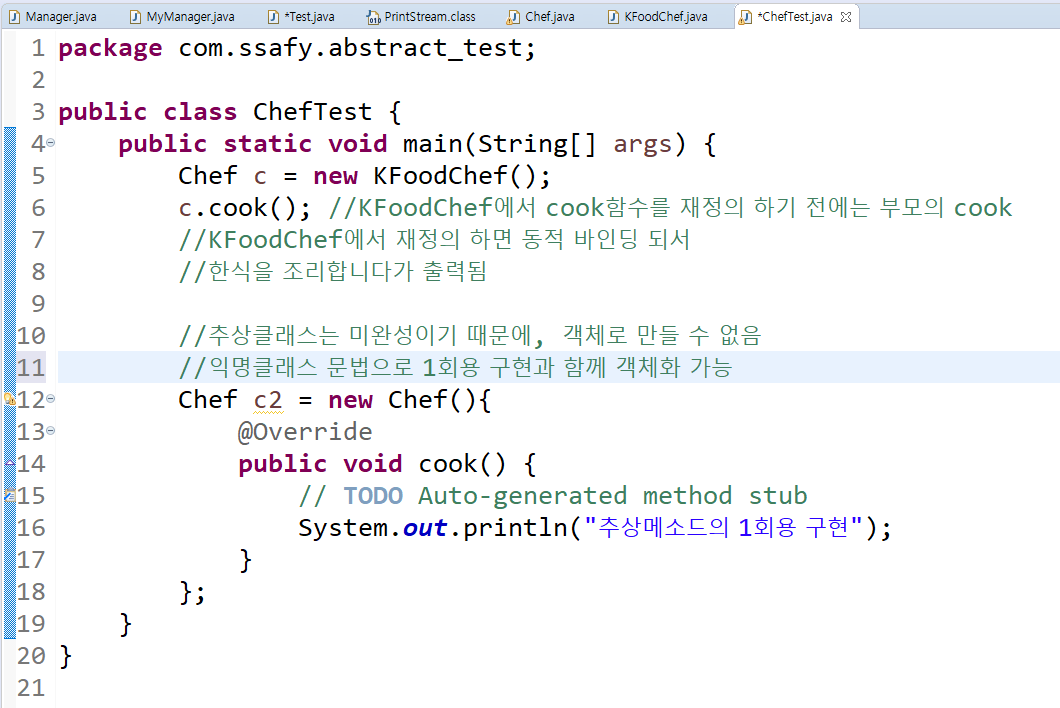 Manager.java MyManager.java *Test.java PrintStream.class Chef.java KFoodChef.java *ChefTest.java
1 package com.ssafy.abstract_test;
2
3 public class ChefTest {
4 public static void main(String[] args) {
5 Chef c = new KFoodChef();
6 c.cook(); //KFoodChef에서 cook함수를 재정의 하기 전에는 부모의 cook
7 //KFoodChef에서 재정의 하면 동적 바인딩 되서
8 //한식을 조리합니다가 출력됨
9
10 //추상클래스는 미완성이기 때문에, 객체로 만들 수 없음
11 //익명클래스 문법으로 1회용 구현과 함께 객체화 가능
12 Chef c2 = new Chef(){
13 @Override
14 public void cook() {
15 // TODO Auto-generated method stub
16 System.out.println("추상메소드의 1회용 구현");
17 }
18 };
19 }
20 }
21